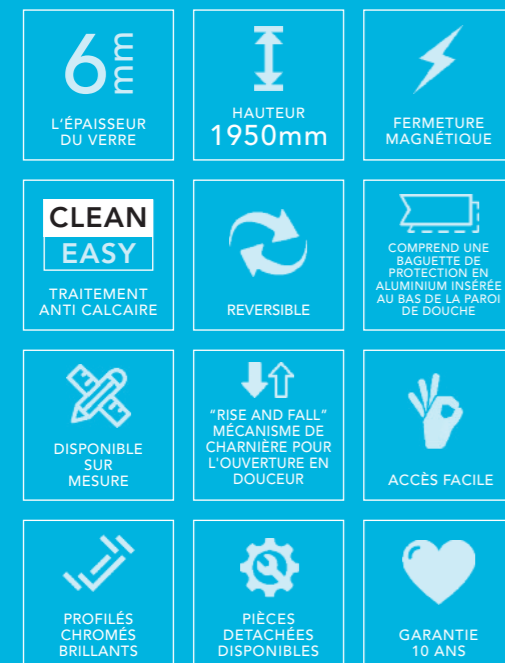 6mm
L'ÉPAISSEUR
DU VERRE
HAUTEUR
1950mm
FERMETURE
MAGNÉTIQUE
CLEAN
EASY
TRAITEMENT
ANTI CALCAIRE
REVERSIBLE
COMPREND UNE
BAGUETTE DE
PROTECTION EN
ALUMINIUM INSÉRÉE
AU BAS DE LA PAROI
DE DOUCHE
DISPONIBLE
SUR
MESURE
"RISE AND FALL"
MÉCANISME DE
CHARNIÈRE POUR
L'OUVERTURE EN
DOUCEUR
ACCÈS FACILE
PROFILÉS
CHROMÉS
BRILLANTS
PIÈCES
DETACHÉES
DISPONIBLES
GARANTIE
10 ANS